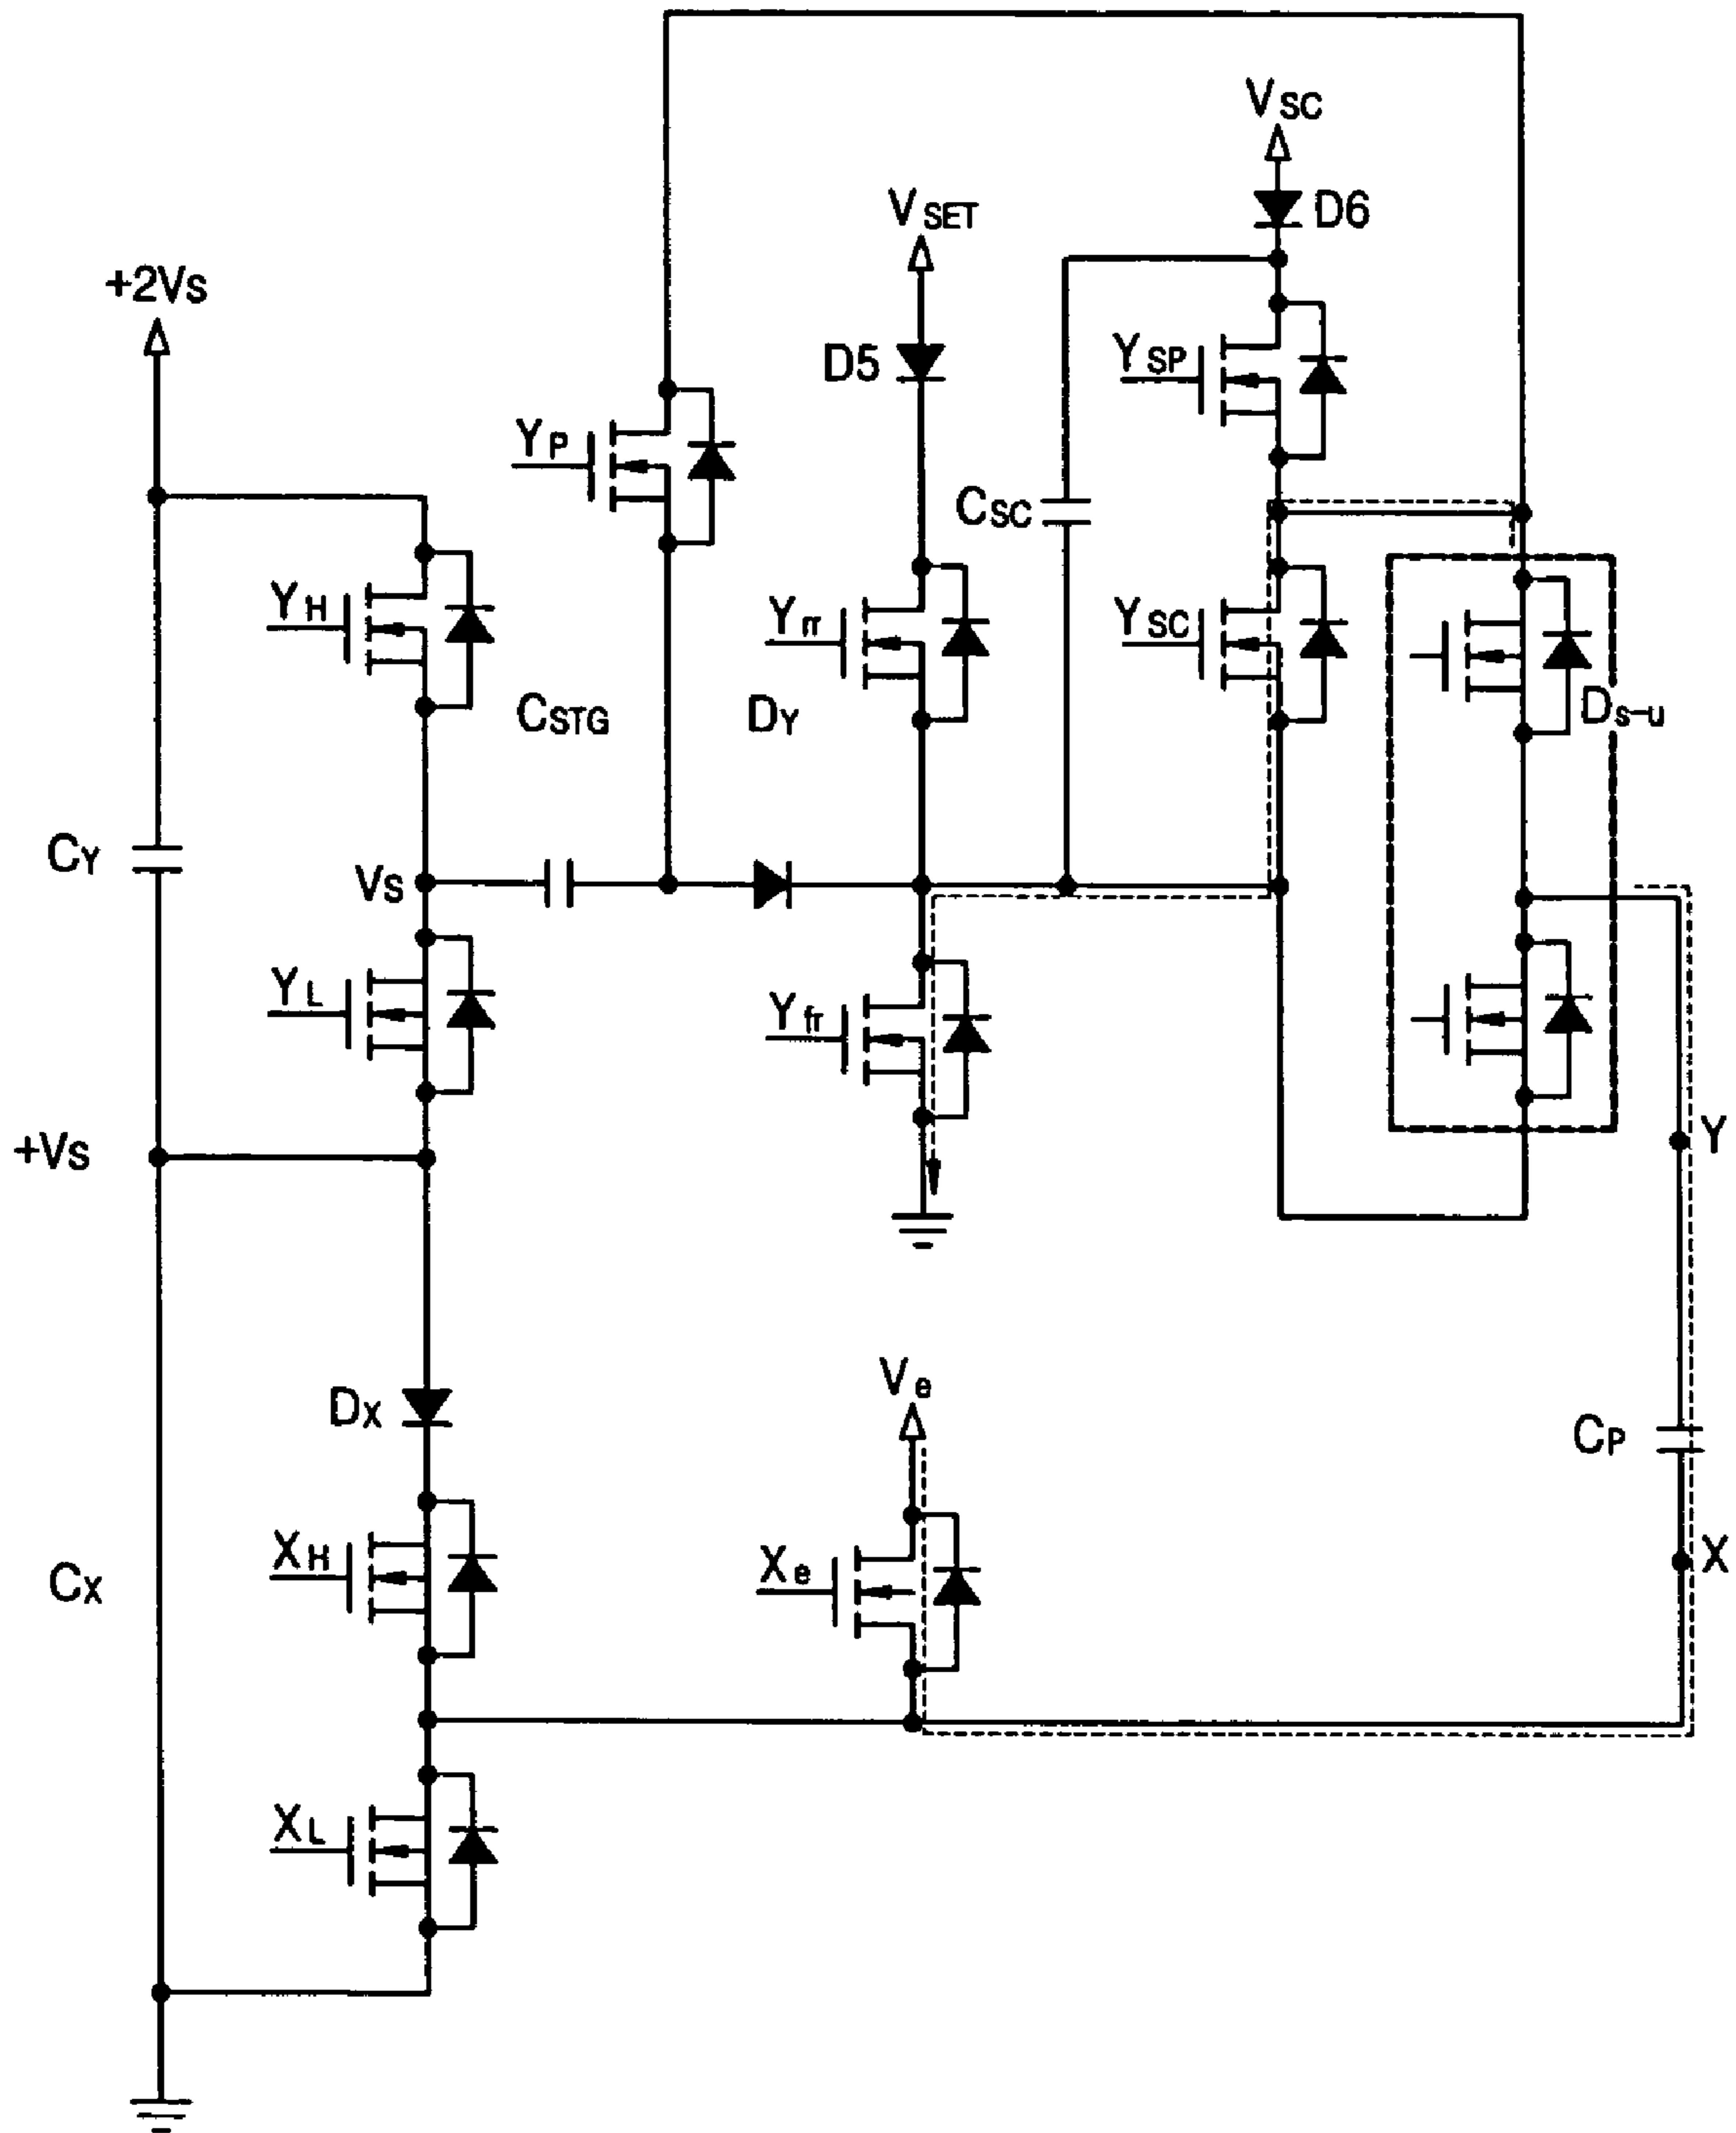 VSC
D6
VSET
+2Vs
D5
YSP
YP
CSC
YH
Yrr
YSC
CSTG
DY
Ds-u
CY
Vs
YL
Yfr
+Vs
Y
Ve
DX
CP
XH
Xe
X
CX
XL